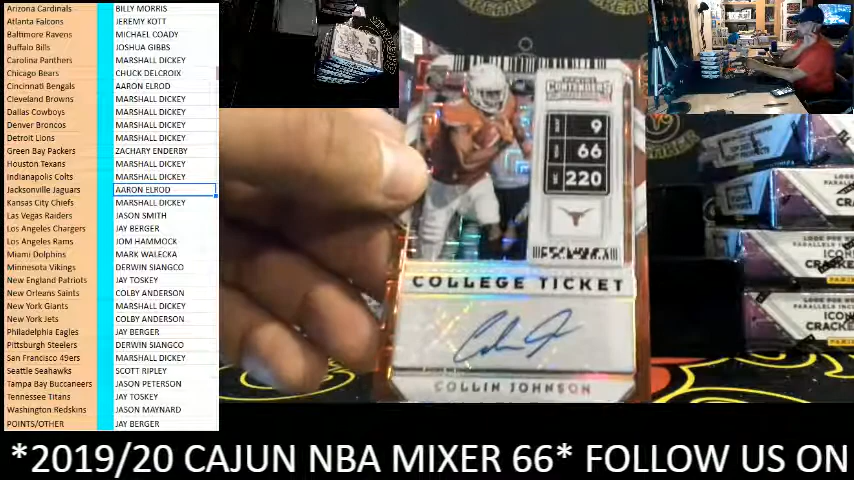 Arizona Cardinals BILLY MORRIS
Atlanta Falcons JEREMY KOTT
Baltimore Ravens MICHAEL COADY
Buffalo Bills JOSHUA GIBBS
Carolina Panthers MARSHALL DICKEY
Chicago Bears CHUCK DELCROIX
Cincinnati Bengals AARON ELROD
Cleveland Browns MARSHALL DICKEY
Dallas Cowboys MARSHALL DICKEY
Denver Broncos MARSHALL DICKEY
Detroit Lions MARSHALL DICKEY
Green Bay Packers ZACHARY ENDERBY
Houston Texans MARSHALL DICKEY
Indianapolis Colts MARSHALL DICKEY
Jacksonville Jaguars AARON ELROD
Kansas City Chiefs MARSHALL DICKEY
Las Vegas Raiders JASON SMITH
Los Angeles Chargers JAY BERGER
Los Angeles Rams JOM HAMMOCK
Miami Dolphins MARK WALECKA
Minnesota Vikings DERWIN SIANGCO
New England Patriots JAY TOSKEY
New Orleans Saints COLBY ANDERSON
New York Giants MARSHALL DICKEY
New York Jets COLBY ANDERSON
Philadelphia Eagles JAY BERGER
Pittsburgh Steelers DERWIN SIANGCO
San Francisco 49ers MARSHALL DICKEY
Seattle Seahawks SCOTT RIPLEY
Tampa Bay Buccaneers JASON PETERSON
Tennessee Titans JAY TOSKEY
Washington Redskins JASON MAYNARD
POINTS/OTHER JAY BERGER
CONTENDERS
9
66
220
COLLEGE TICKET
COLLIN JOHNSON
*2019/20 CAJUN NBA MIXER 66* FOLLOW US ON